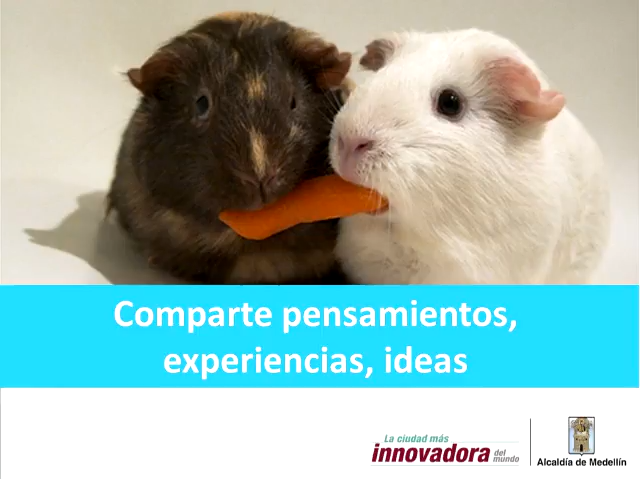 Comparte pensamientos,
experiencias, ideas
La ciudad más
innovadora del
mundo
Alcaldía de Medellín